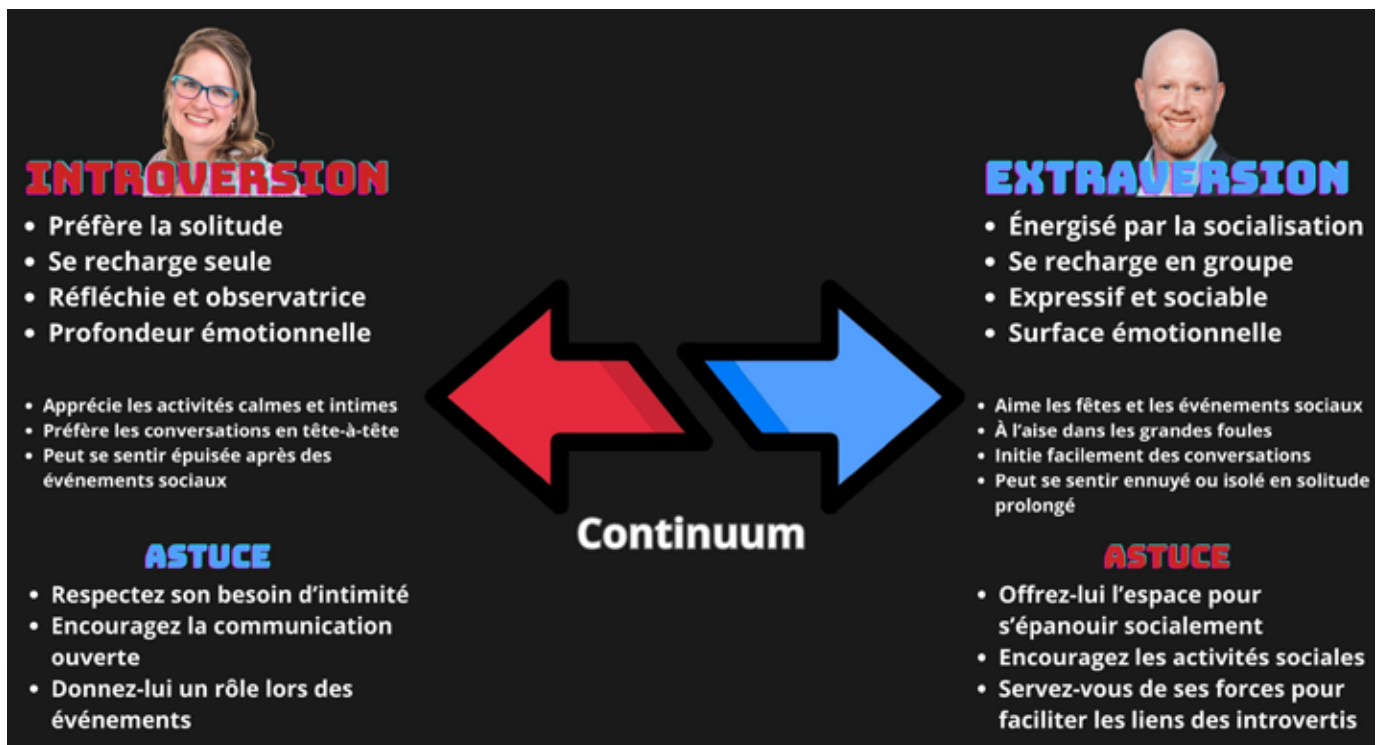 INTROVERSION
• Préfère la solitude
• Se recharge seule
• Réfléchie et observatrice
• Profondeur émotionnelle
• Apprécie les activités calmes et intimes
• Préfère les conversations en tête-à-tête
• Peut se sentir épuisée après des
événements sociaux
ASTUCE
• Respectez son besoin d'intimité
• Encouragez la communication
ouverte
• Donnez-lui un rôle lors des
événements
Continuum
EXTRAVERSION
• Énergisé par la socialisation
• Se recharge en groupe
• Expressif et sociable
• Surface émotionnelle
• Aime les fêtes et les événements sociaux
• À l'aise dans les grandes foules
• Initie facilement des conversations
• Peut se sentir ennuyé ou isolé en solitude
prolongé
ASTUCE
• Offrez-lui l'espace pour
s'épanouir socialement
• Encouragez les activités sociales
• Servez-vous de ses forces pour
faciliter les liens des introvertis